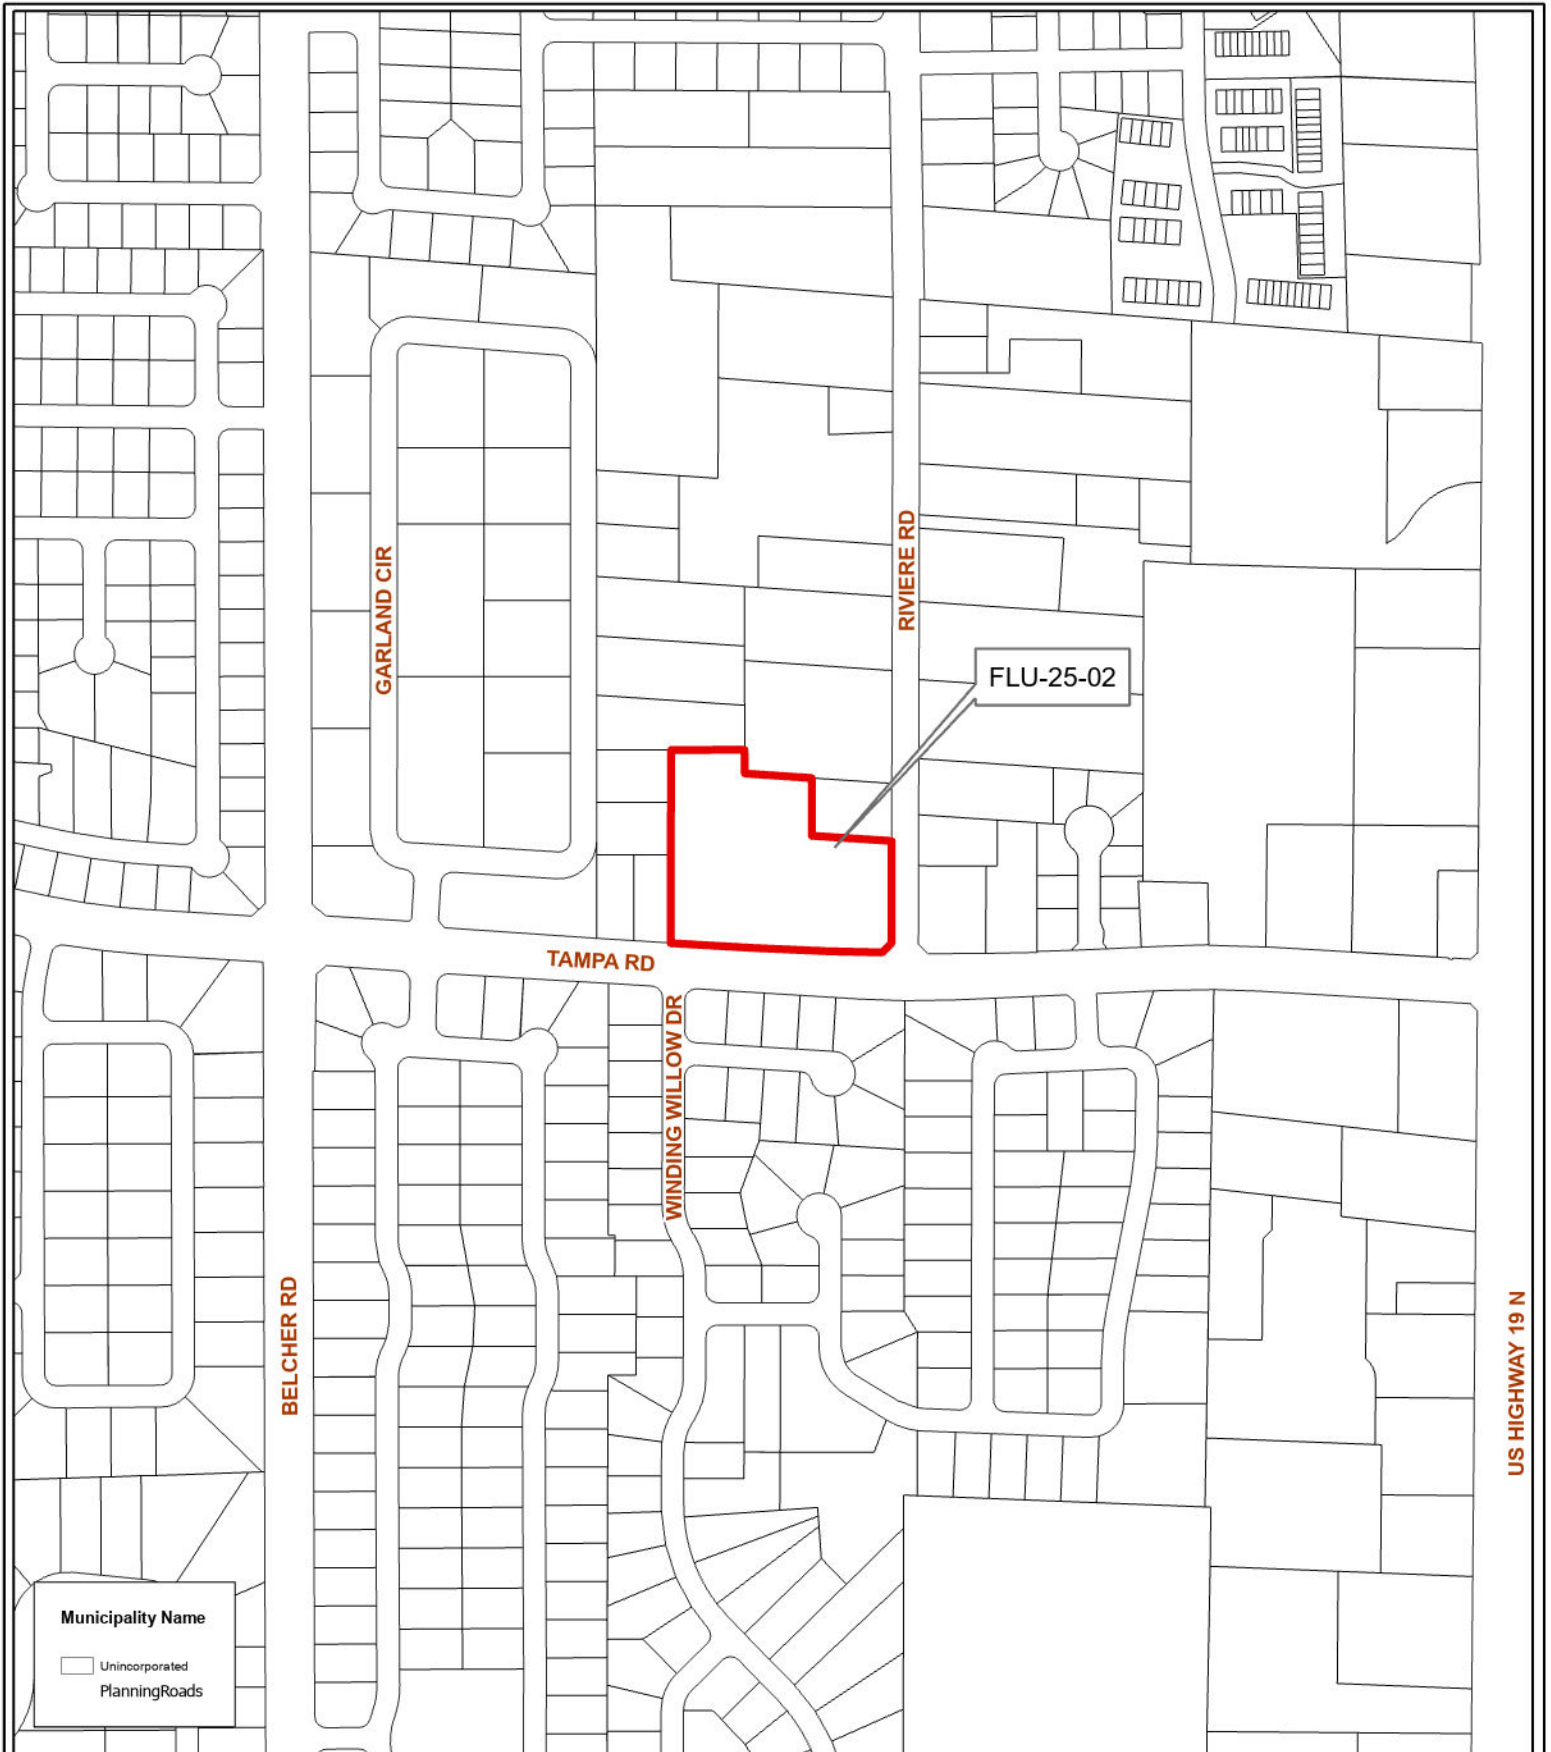 RIVIERE RD
GARLAND CIR
FLU-25-02
TAMPA RD
WINDING WILLOW DR
BELCHER RD
US HIGHWAY 19 N
Municipality Name
Unincorporated
PlanningRoads